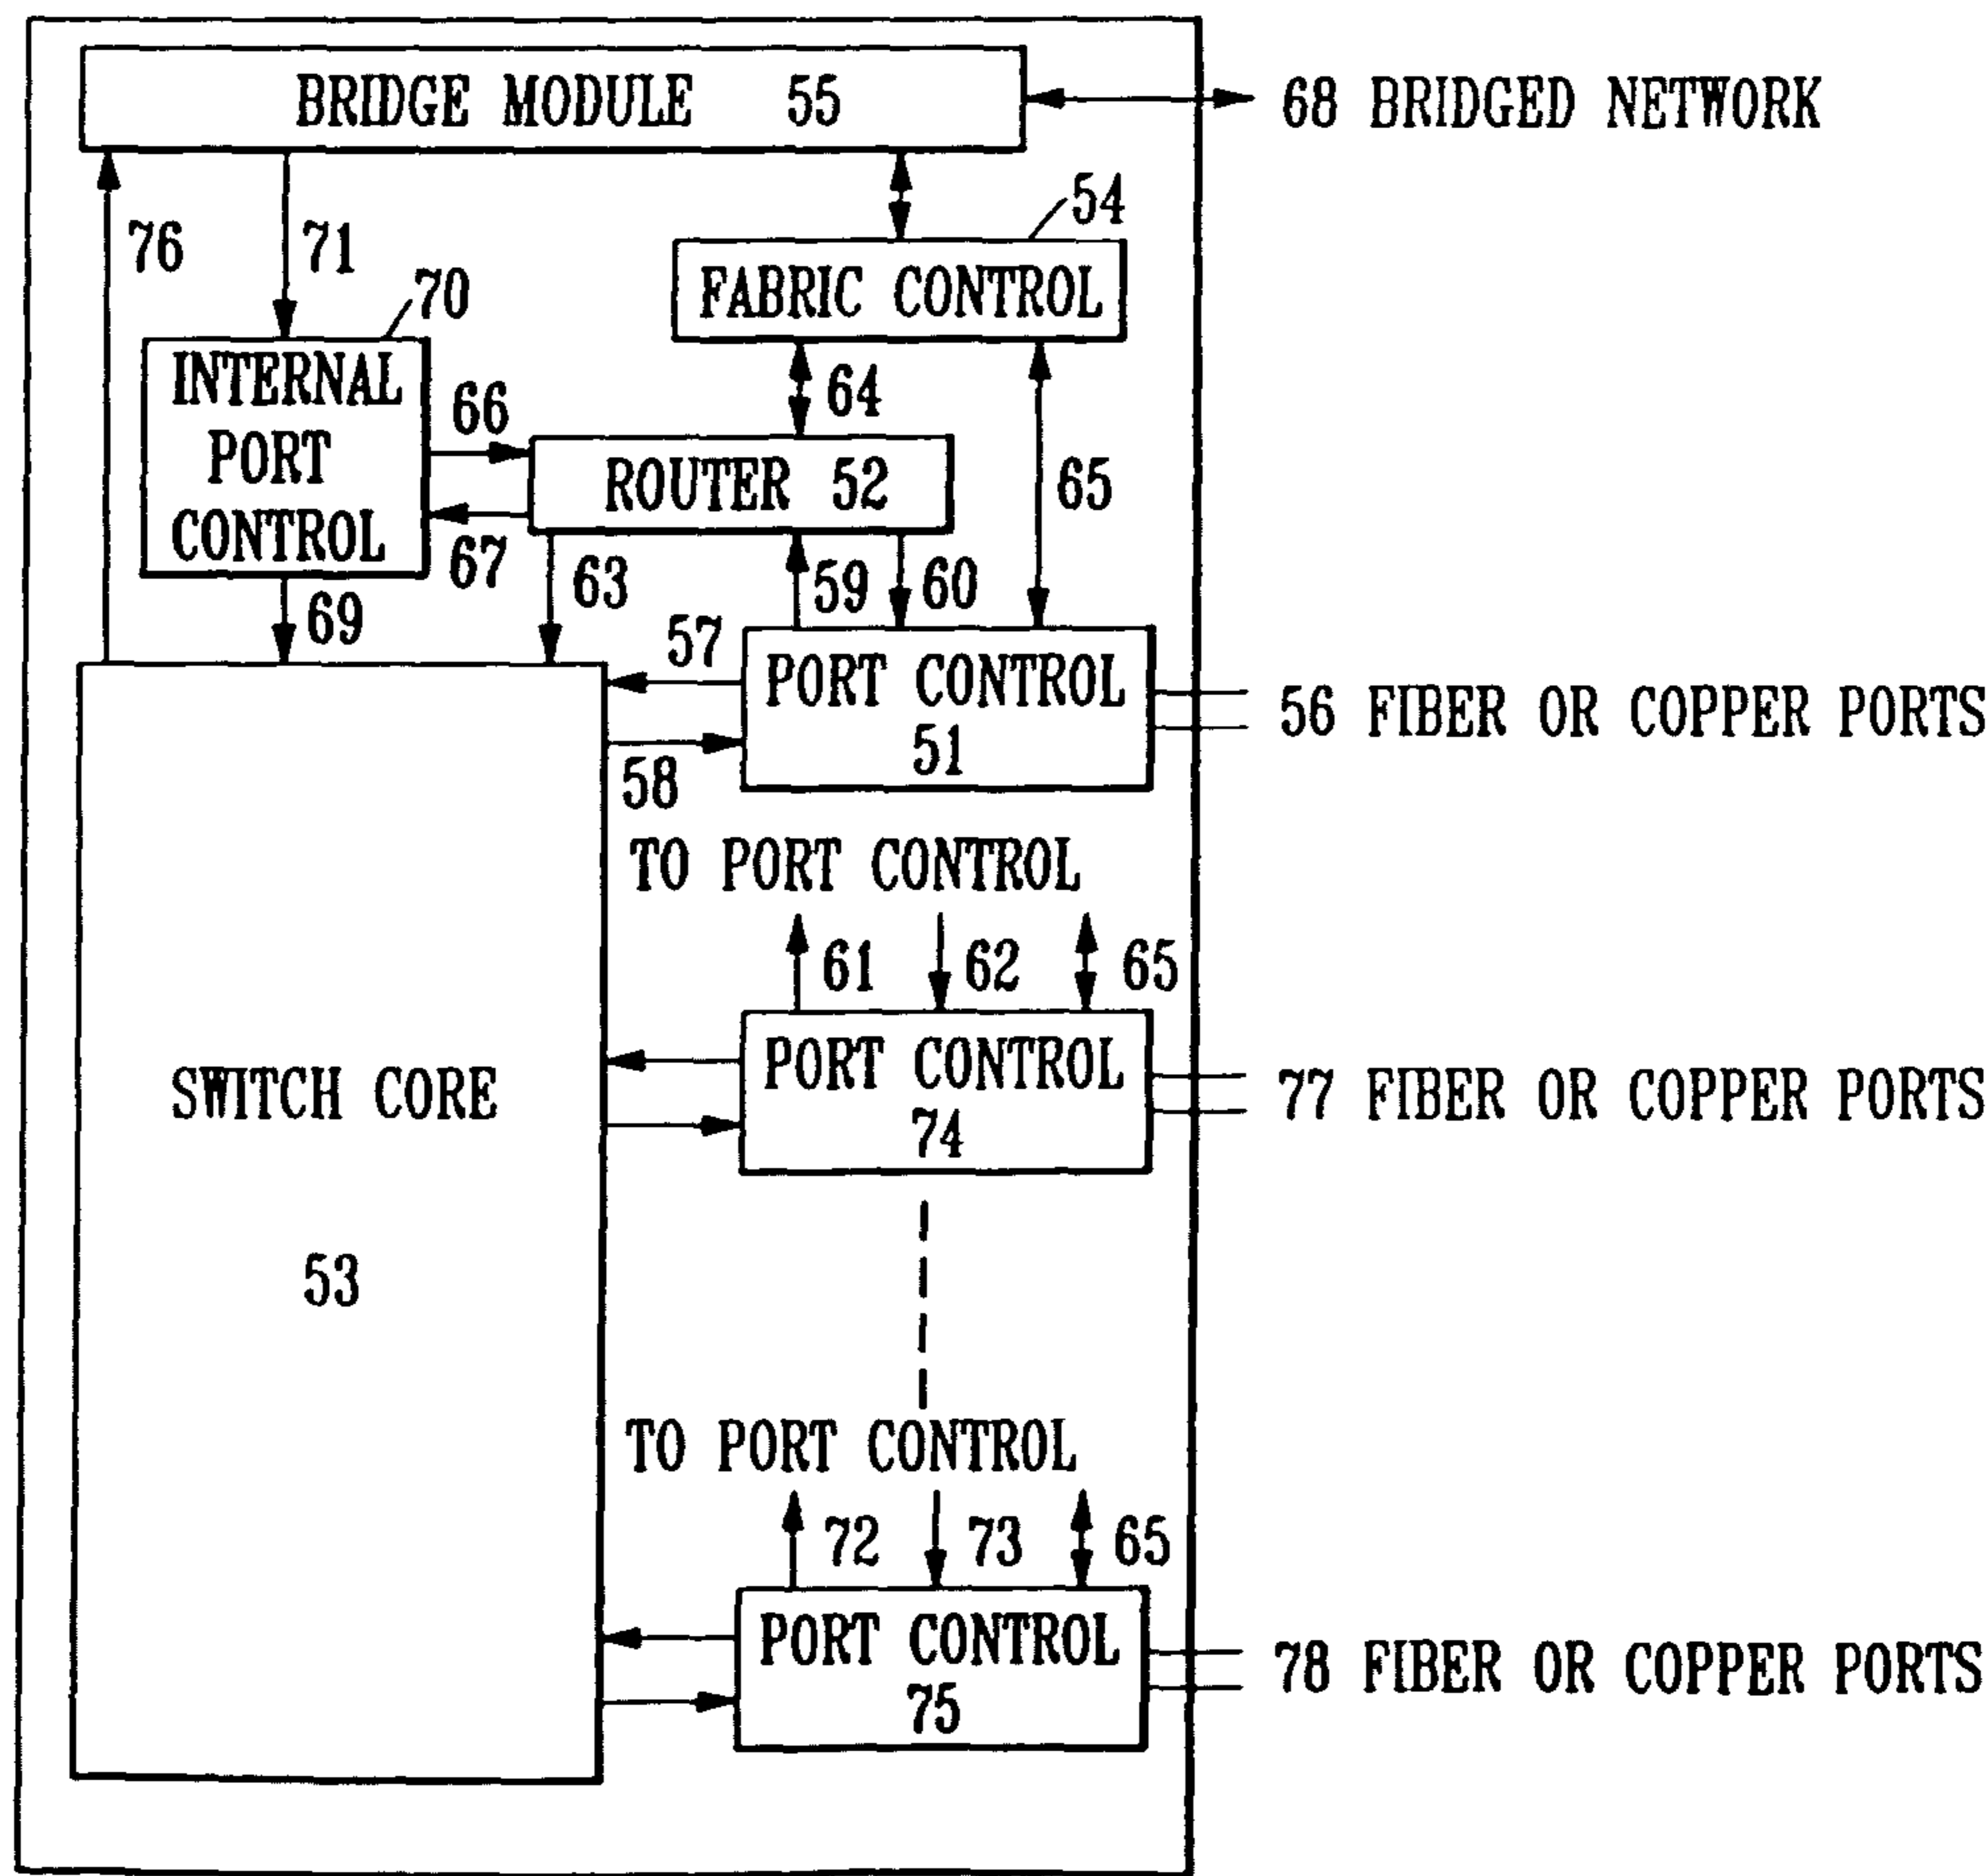 BRIDGE MODULE 55
68 BRIDGED NETWORK
54
76
71
FABRIC CONTROL
70
INTERNAL
PORT
CONTROL
66
64
ROUTER 52
65
67
63
59
60
69
57
PORT CONTROL
51
56 FIBER OR COPPER PORTS
58
TO PORT CONTROL
61
62
65
PORT CONTROL
74
77 FIBER OR COPPER PORTS
SWITCH CORE
53
TO PORT CONTROL
72
73
65
PORT CONTROL
75
78 FIBER OR COPPER PORTS